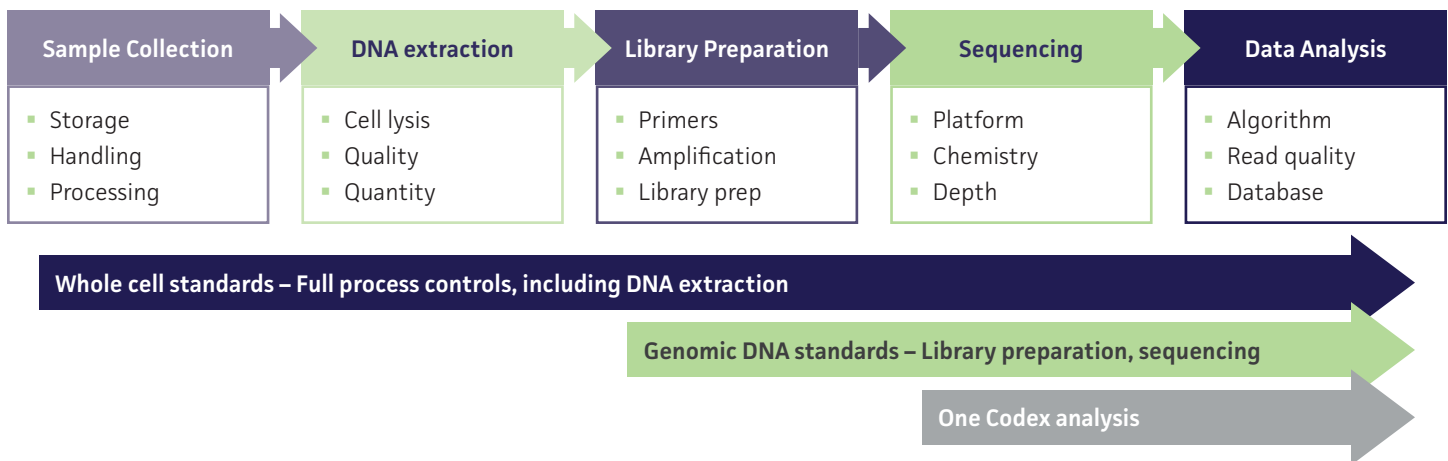 Sample Collection
DNA extraction
Library Preparation
Sequencing
Data Analysis
Storage
Handling
Processing
Cell lysis
Quality
Quantity
Primers
Amplification
Library prep
Platform
Chemistry
Depth
Algorithm
Read quality
Database
Whole cell standards – Full process controls, including DNA extraction
Genomic DNA standards – Library preparation, sequencing
One Codex analysis